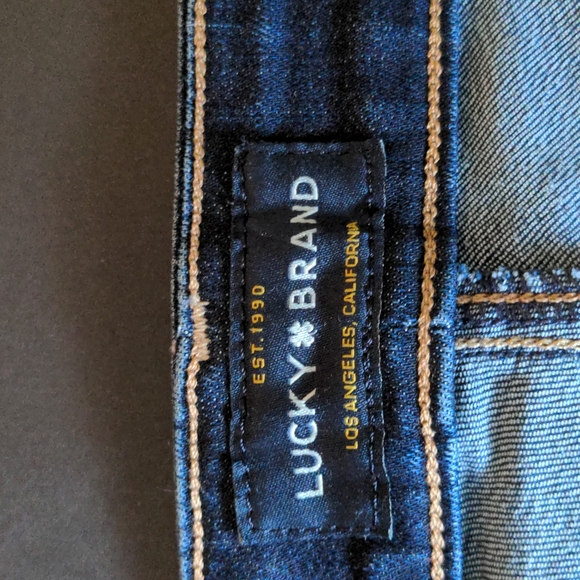 EST. 1990
LUCKY BRAND
LOS ANGELES, CALIFORNIA